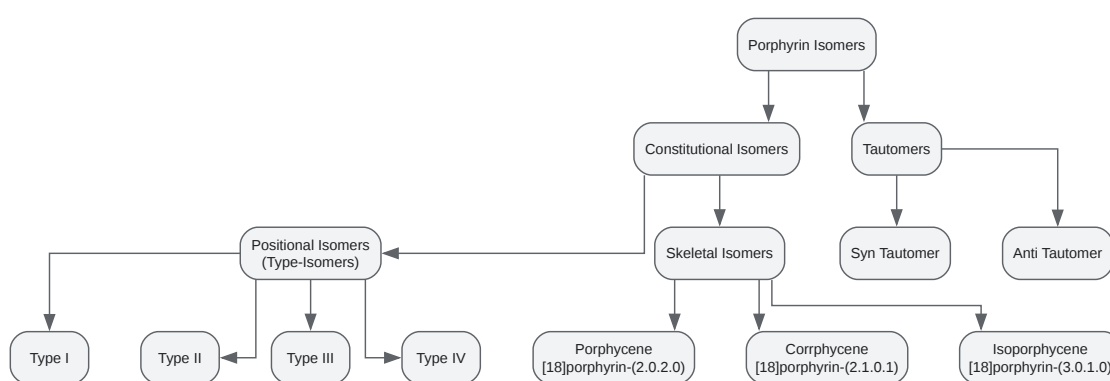 Porphyrin Isomers
Constitutional Isomers
Tautomers
Positional Isomers
(Type-Isomers)
Skeletal Isomers
Syn Tautomer
Anti Tautomer
Type I
Type II
Type III
Type IV
Porphycene
[18]porphyrin-(2.0.2.0)
Corrphycene
[18]porphyrin-(2.1.0.1)
Isoporphycene
[18]porphyrin-(3.0.1.0)